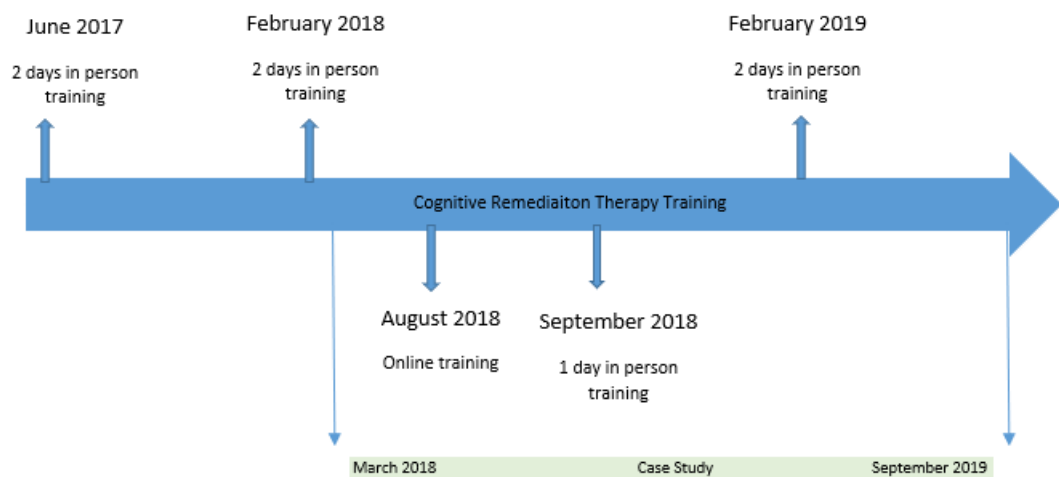 June 2017
2 days in person
training
February 2018
2 days in person
training
February 2019
2 days in person
training
Cognitive Remediaiton Therapy Training
August 2018
Online training
September 2018
1 day in person
training
March 2018
Case Study
September 2019